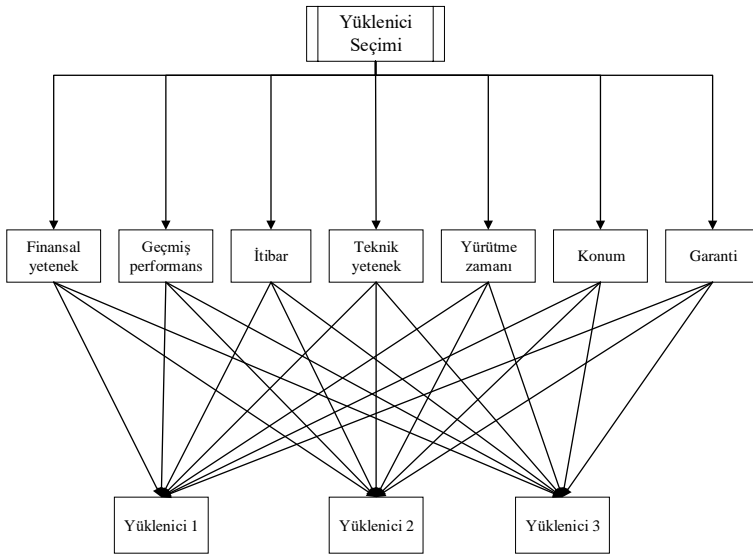 Yüklenici
Seçimi
Finansal
yetenek
Geçmiş
performans
İtibar
Teknik
yetenek
Yürütme
zamanı
Konum
Garanti
Yüklenici 1
Yüklenici 2
Yüklenici 3